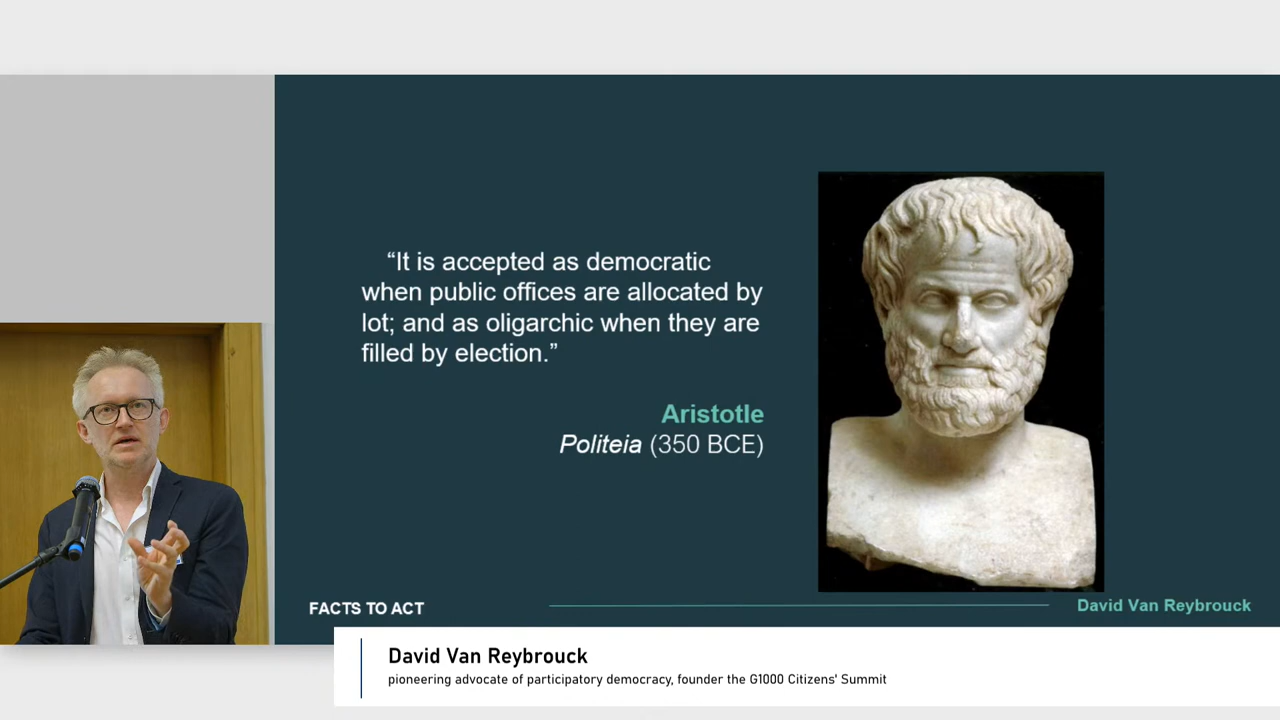 “It is accepted as democratic
when public offices are allocated by
lot; and as oligarchic when they are
filled by election.”
Aristotle
Politeia (350 BCE)
FACTS TO ACT
David Van Reybrouck
David Van Reybrouck
pioneering advocate of participatory democracy, founder the G1000 Citizens' Summit